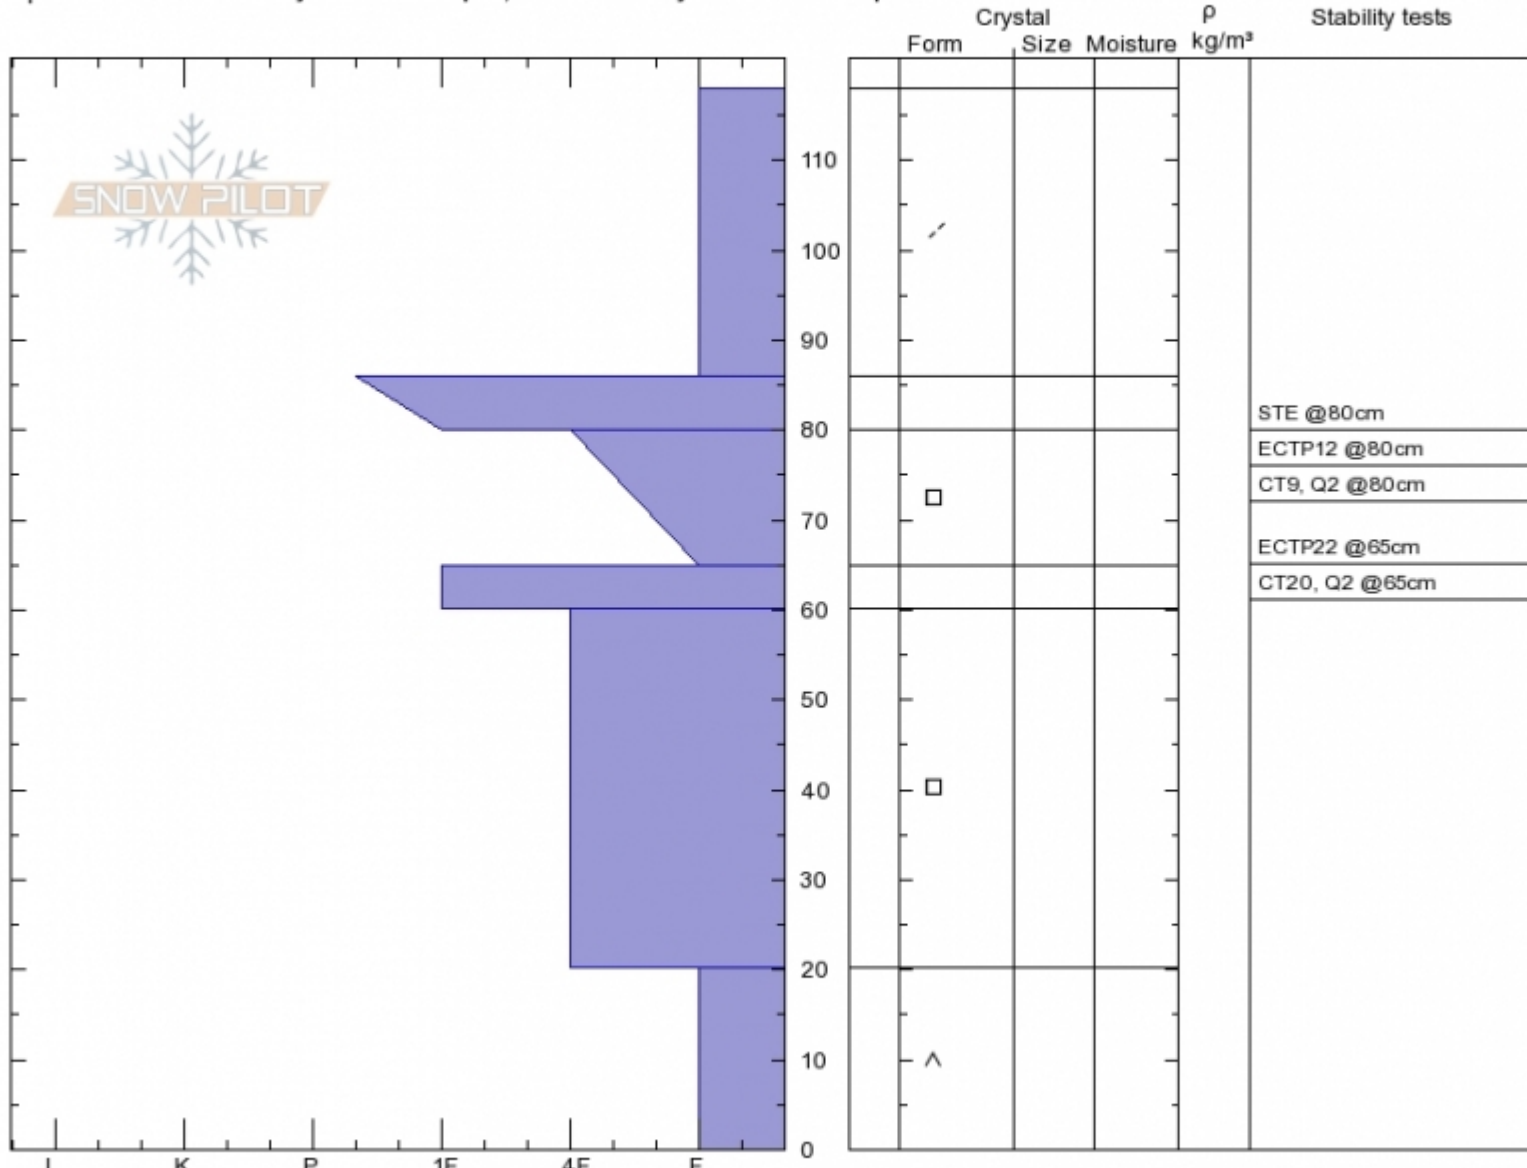 Crystal ρ Stability tests
Form Size Moisture kg/m³
SNOW PILOT
110
100
90
80
70
60
50
40
30
20
10
0
STE @80cm
ECTP12 @80cm
CT9, Q2 @80cm
ECTP22 @65cm
CT20, Q2 @65cm
I K P 1F 4F F